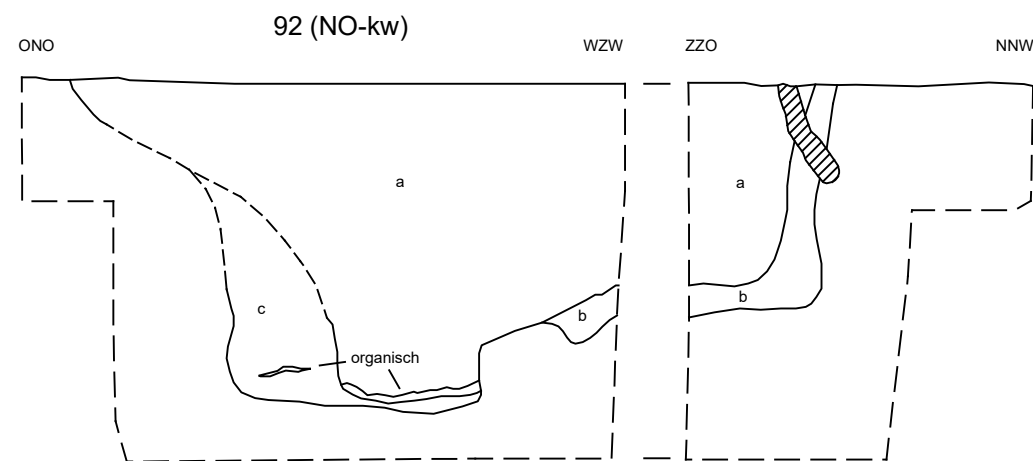 92 (NO-kw)
ONO
WZW
ZZO
NNW
a
a
c
b
b
organisch